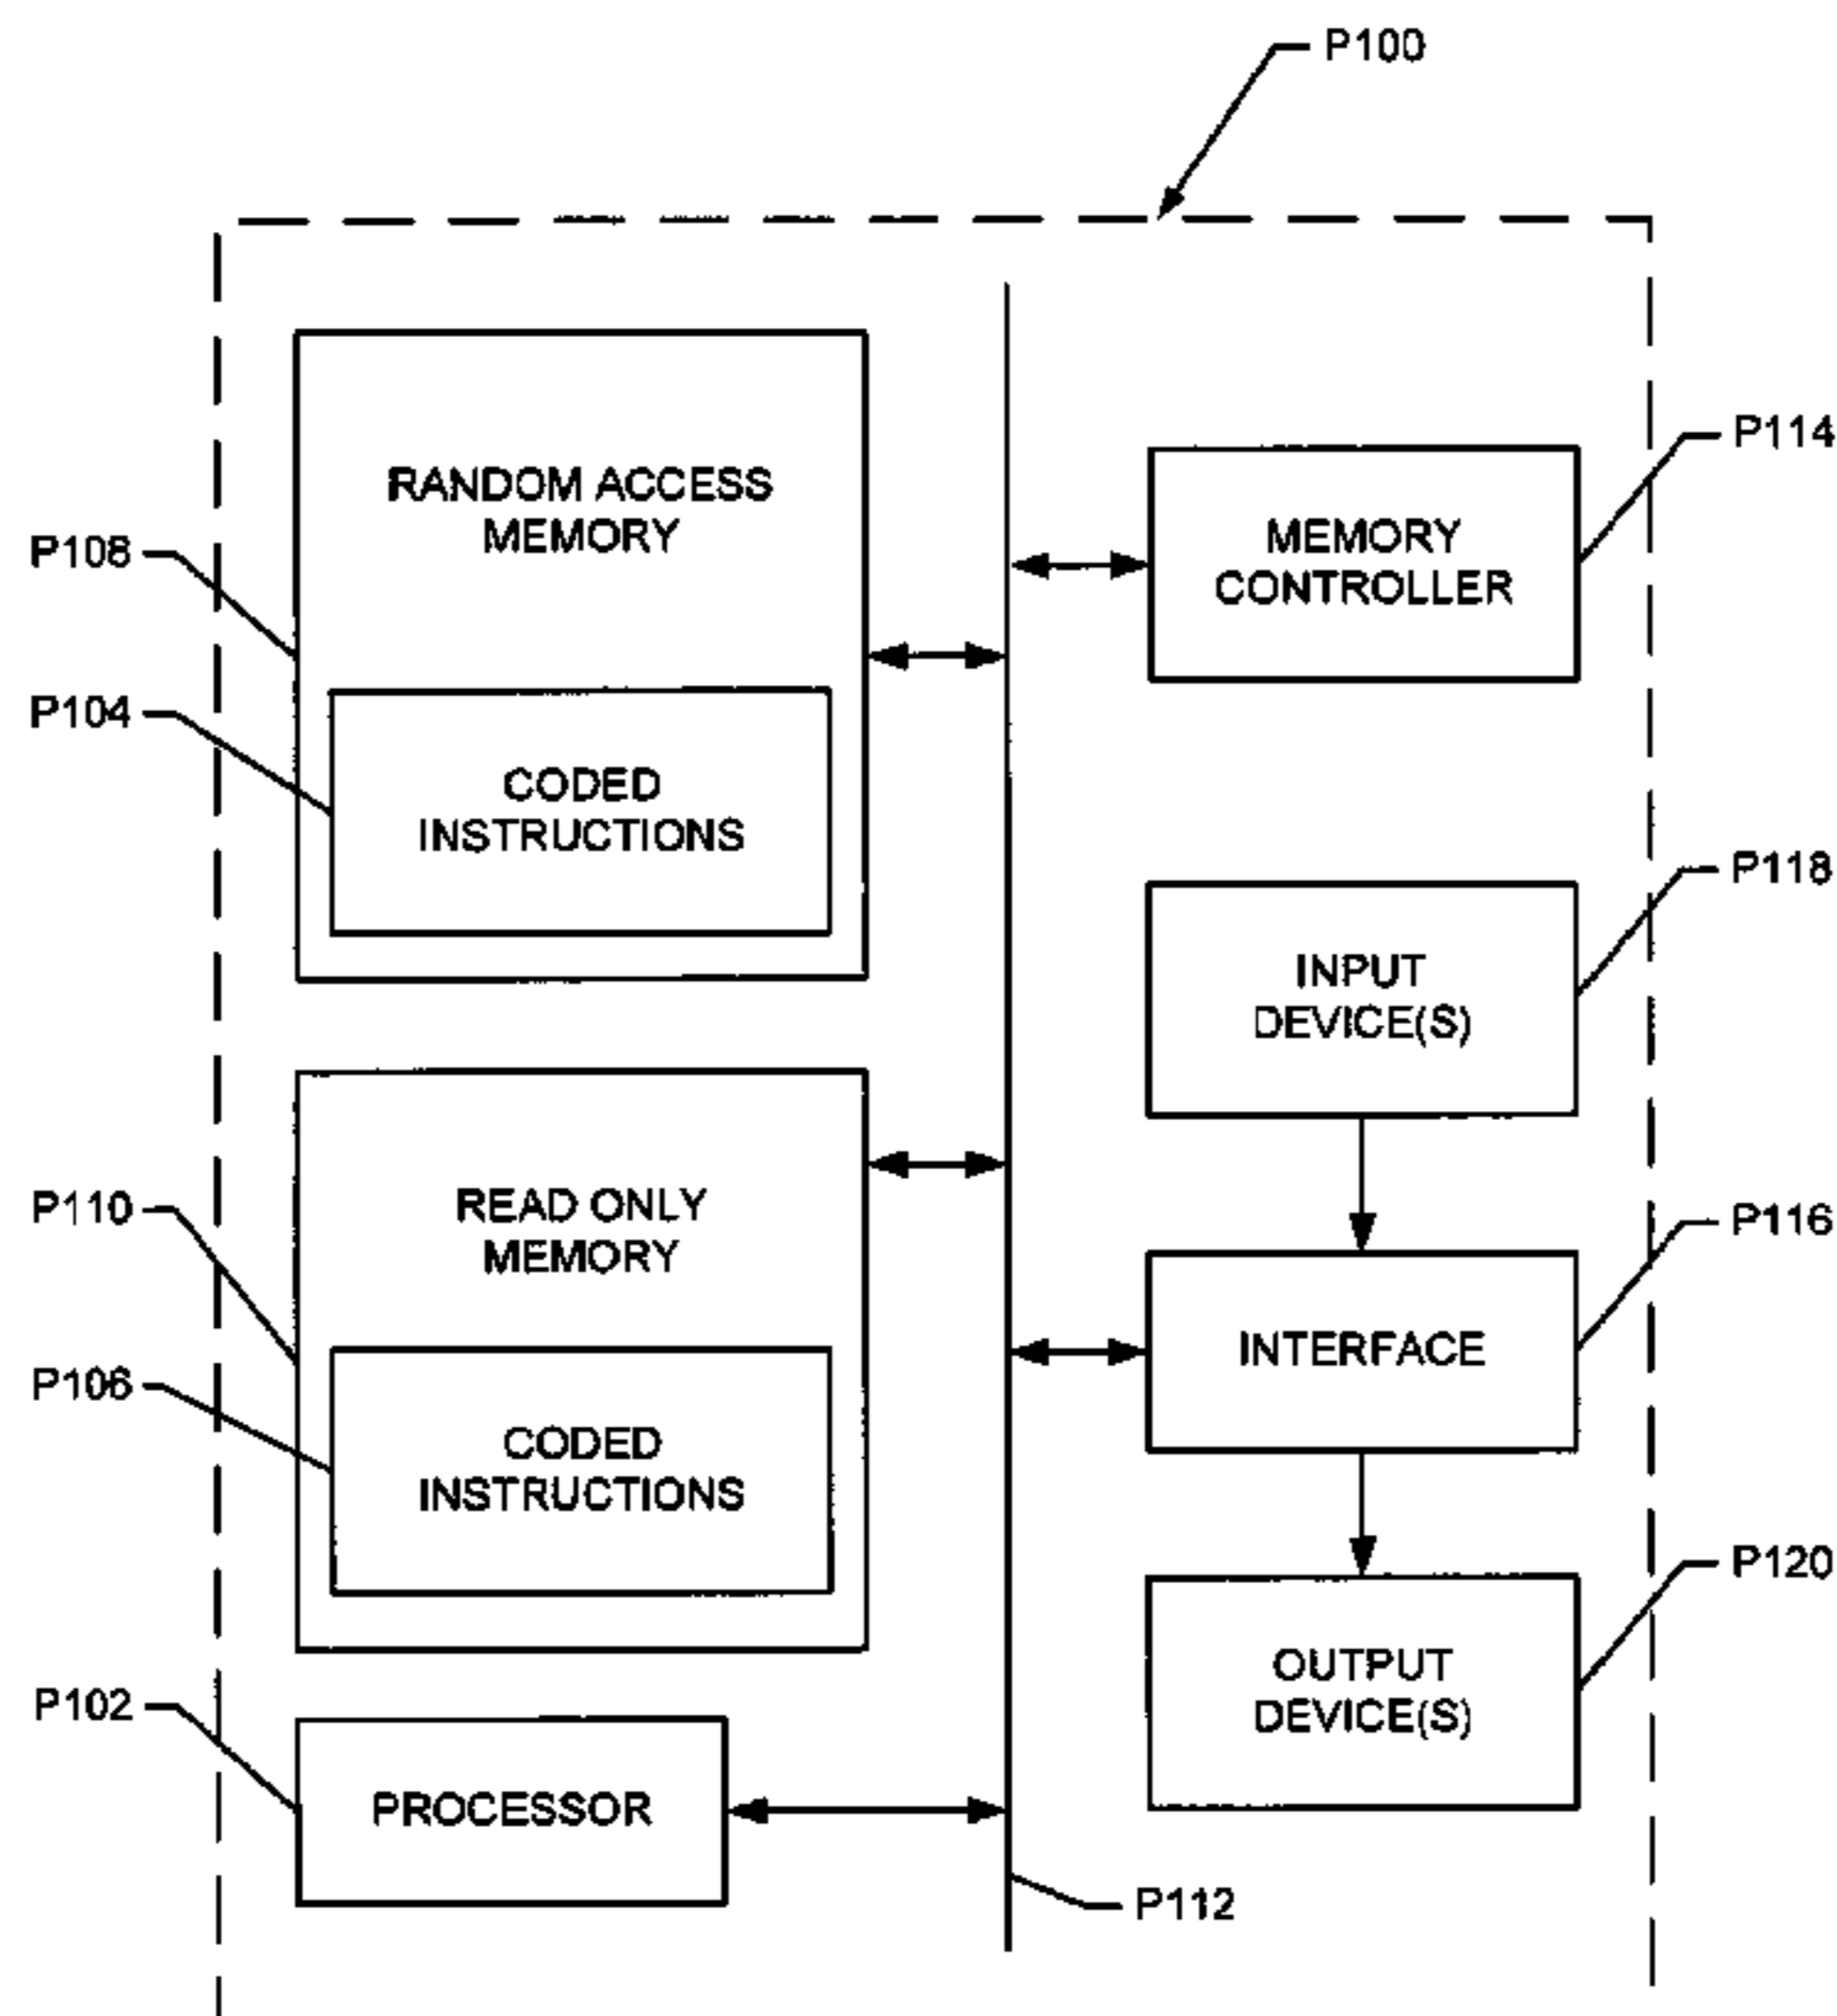 P100
P114
RANDOM ACCESS
MEMORY
MEMORY
CONTROLLER
P108
P104
CODED
INSTRUCTIONS
P118
INPUT
DEVICE(S)
P110
READ ONLY
MEMORY
P116
INTERFACE
P106
CODED
INSTRUCTIONS
P120
OUTPUT
DEVICE(S)
P102
PROCESSOR
P112